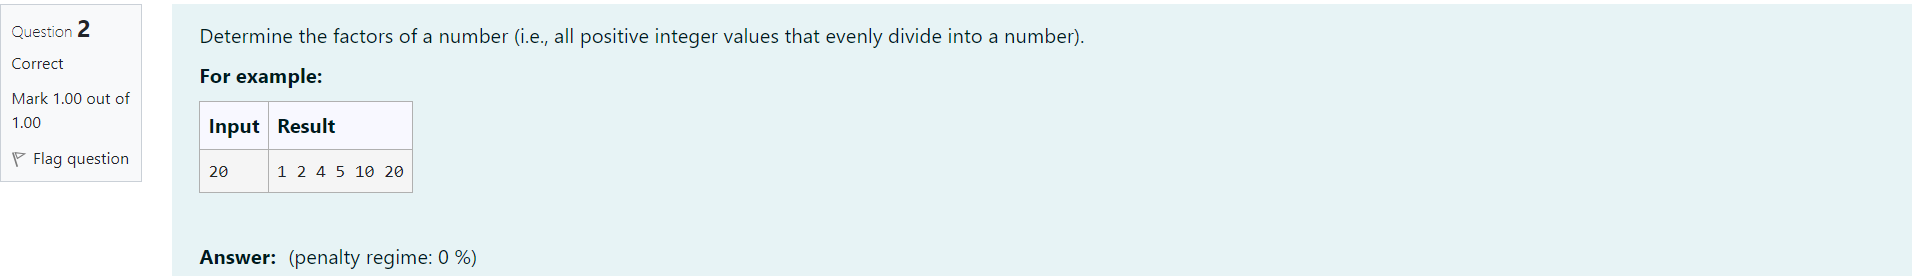 Question 2
Correct
Mark 1.00 out of
1.00
Flag question
Determine the factors of a number (i.e., all positive integer values that evenly divide into a number).
For example:
Input Result
20 1 2 4 5 10 20
Answer: (penalty regime: 0 %)